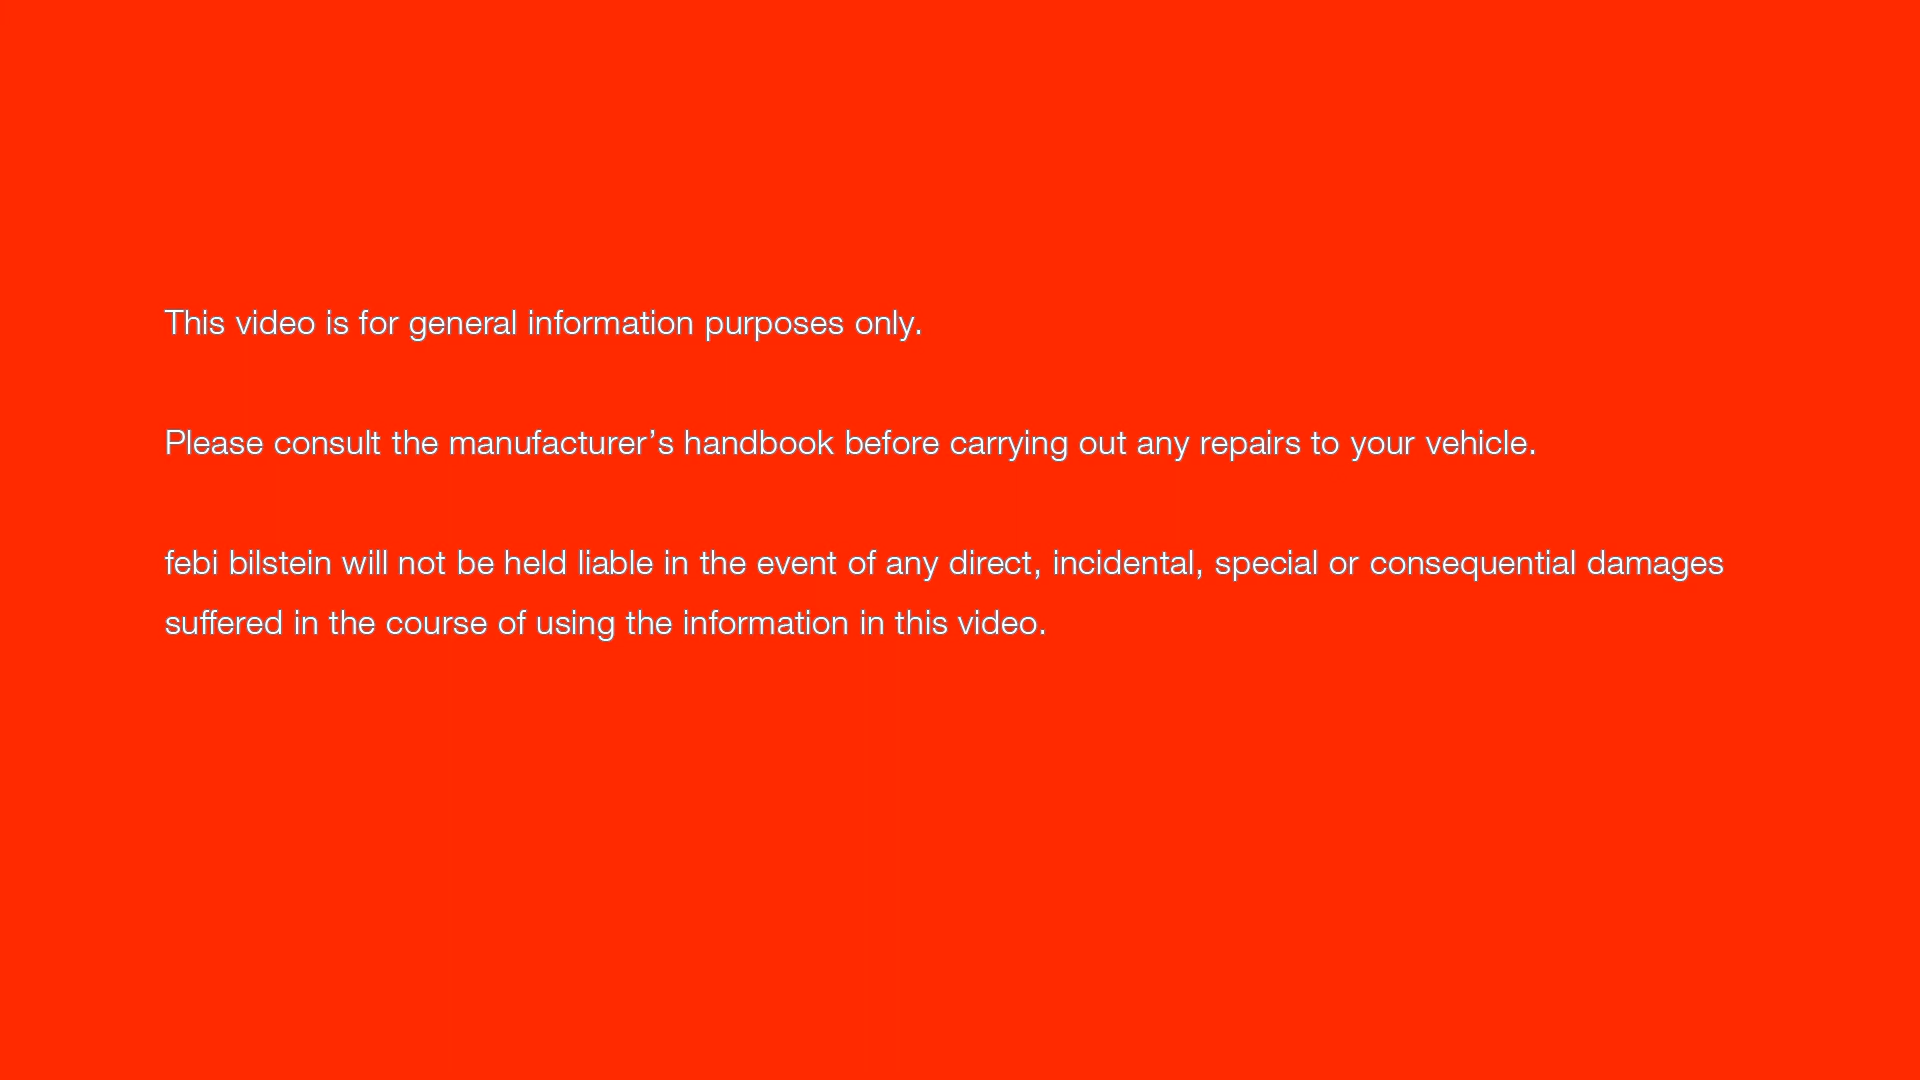 This video is for general information purposes only.
Please consult the manufacturer’s handbook before carrying out any repairs to your vehicle.
febi bilstein will not be held liable in the event of any direct, incidental, special or consequential damages
suffered in the course of using the information in this video.